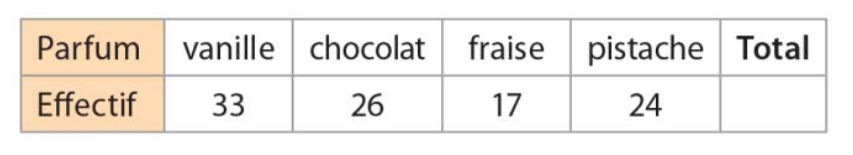 Parfum vanille chocolat fraise pistache Total
Effectif 33 26 17 24